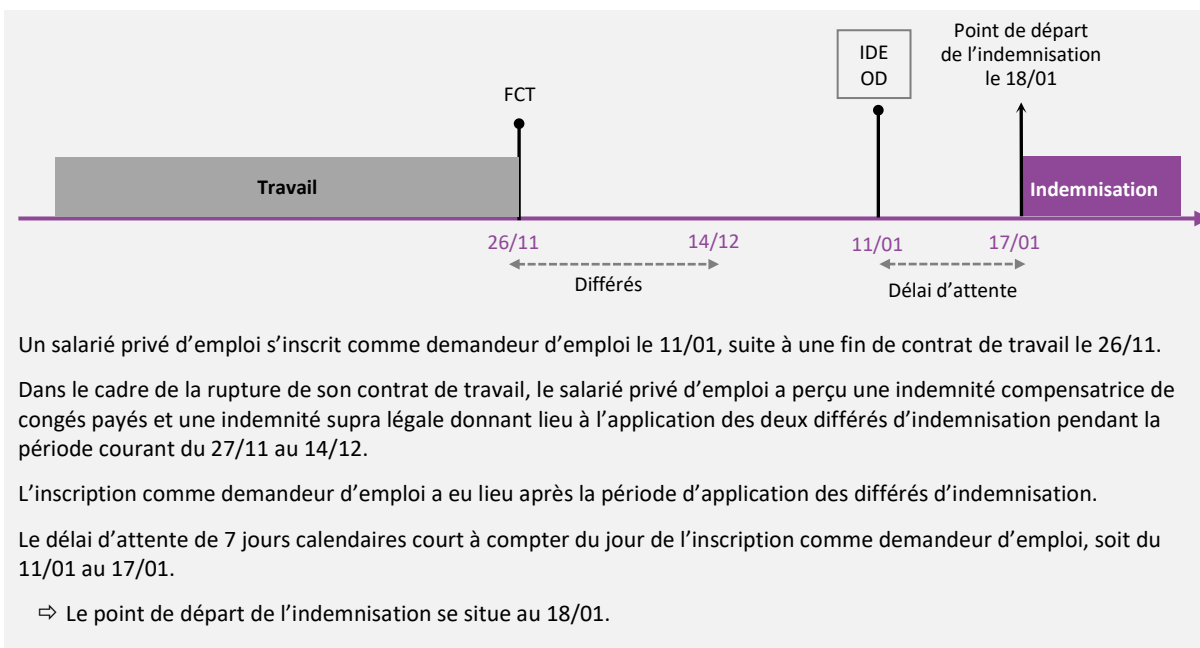 Point de départ
de l’indemnisation
le 18/01
IDE
OD
FCT
Travail
Indemnisation
26/11
14/12
11/01
17/01
Différés
Délai d’attente
Un salarié privé d’emploi s’inscrit comme demandeur d’emploi le 11/01, suite à une fin de contrat de travail le 26/11.
Dans le cadre de la rupture de son contrat de travail, le salarié privé d’emploi a perçu une indemnité compensatrice de
congés payés et une indemnité supra légale donnant lieu à l’application des deux différés d’indemnisation pendant la
période courant du 27/11 au 14/12.
L’inscription comme demandeur d’emploi a eu lieu après la période d’application des différés d’indemnisation.
Le délai d’attente de 7 jours calendaires court à compter du jour de l’inscription comme demandeur d’emploi, soit du
11/01 au 17/01.
⇨ Le point de départ de l’indemnisation se situe au 18/01.